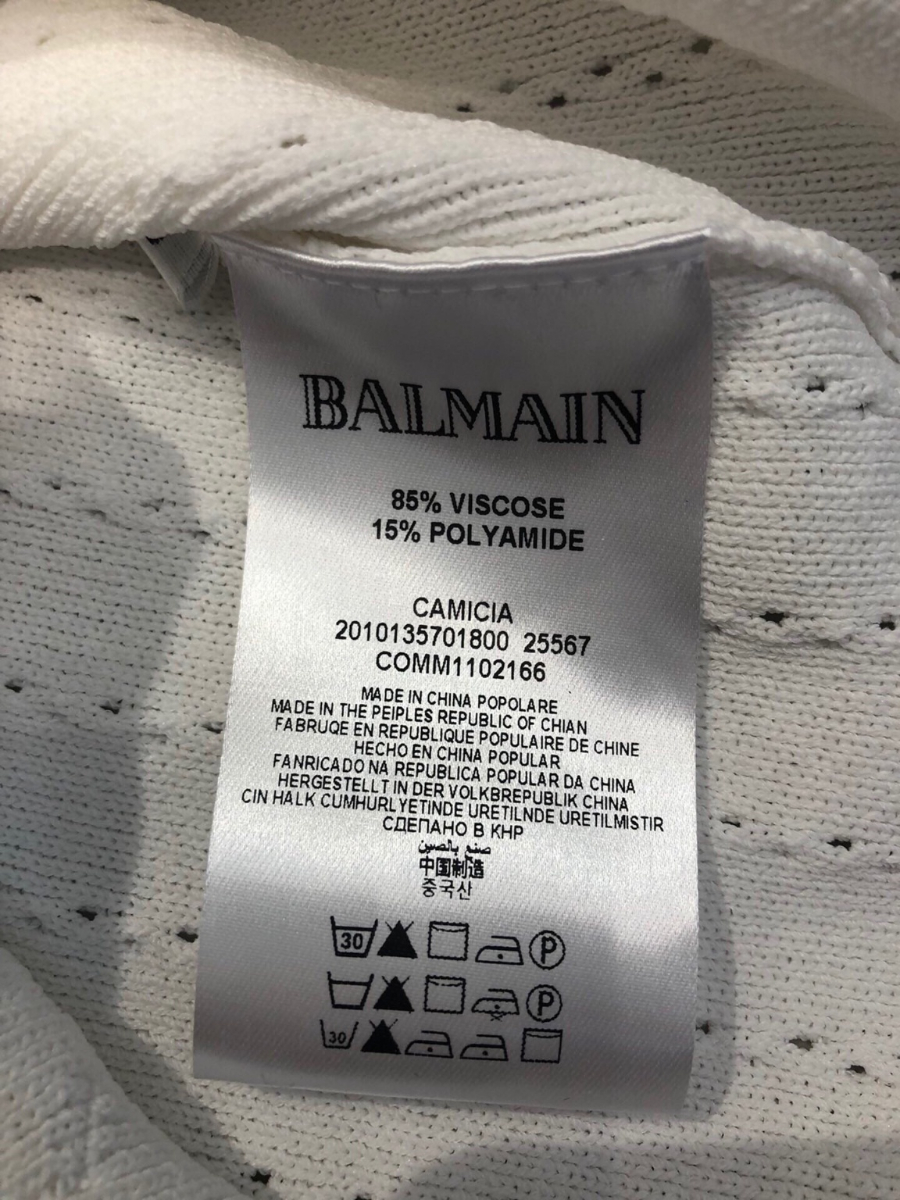 BALMAIN
85% VISCOSE
15% POLYAMIDE
CAMICIA
2010135701800 25567
COMM1102166
MADE IN CHINA POPOLARE
MADE IN THE PEIPLES REPUBLIC OF CHIAN
FABRUQE EN REPUBLIQUE POPULAIRE DE CHINE
HECHO EN CHINA POPULAR
FANRICADO NA REPUBLICA POPULAR DA CHINA
HERGESTELLT IN DER VOLKBREPUBLIK CHINA
CIN HALK CUMHURLYETINDE URETILNDE URETILMISTIR
СДЕПАНО В КНР
صنع بالصين
中国制造
중국산
30 P
P
30